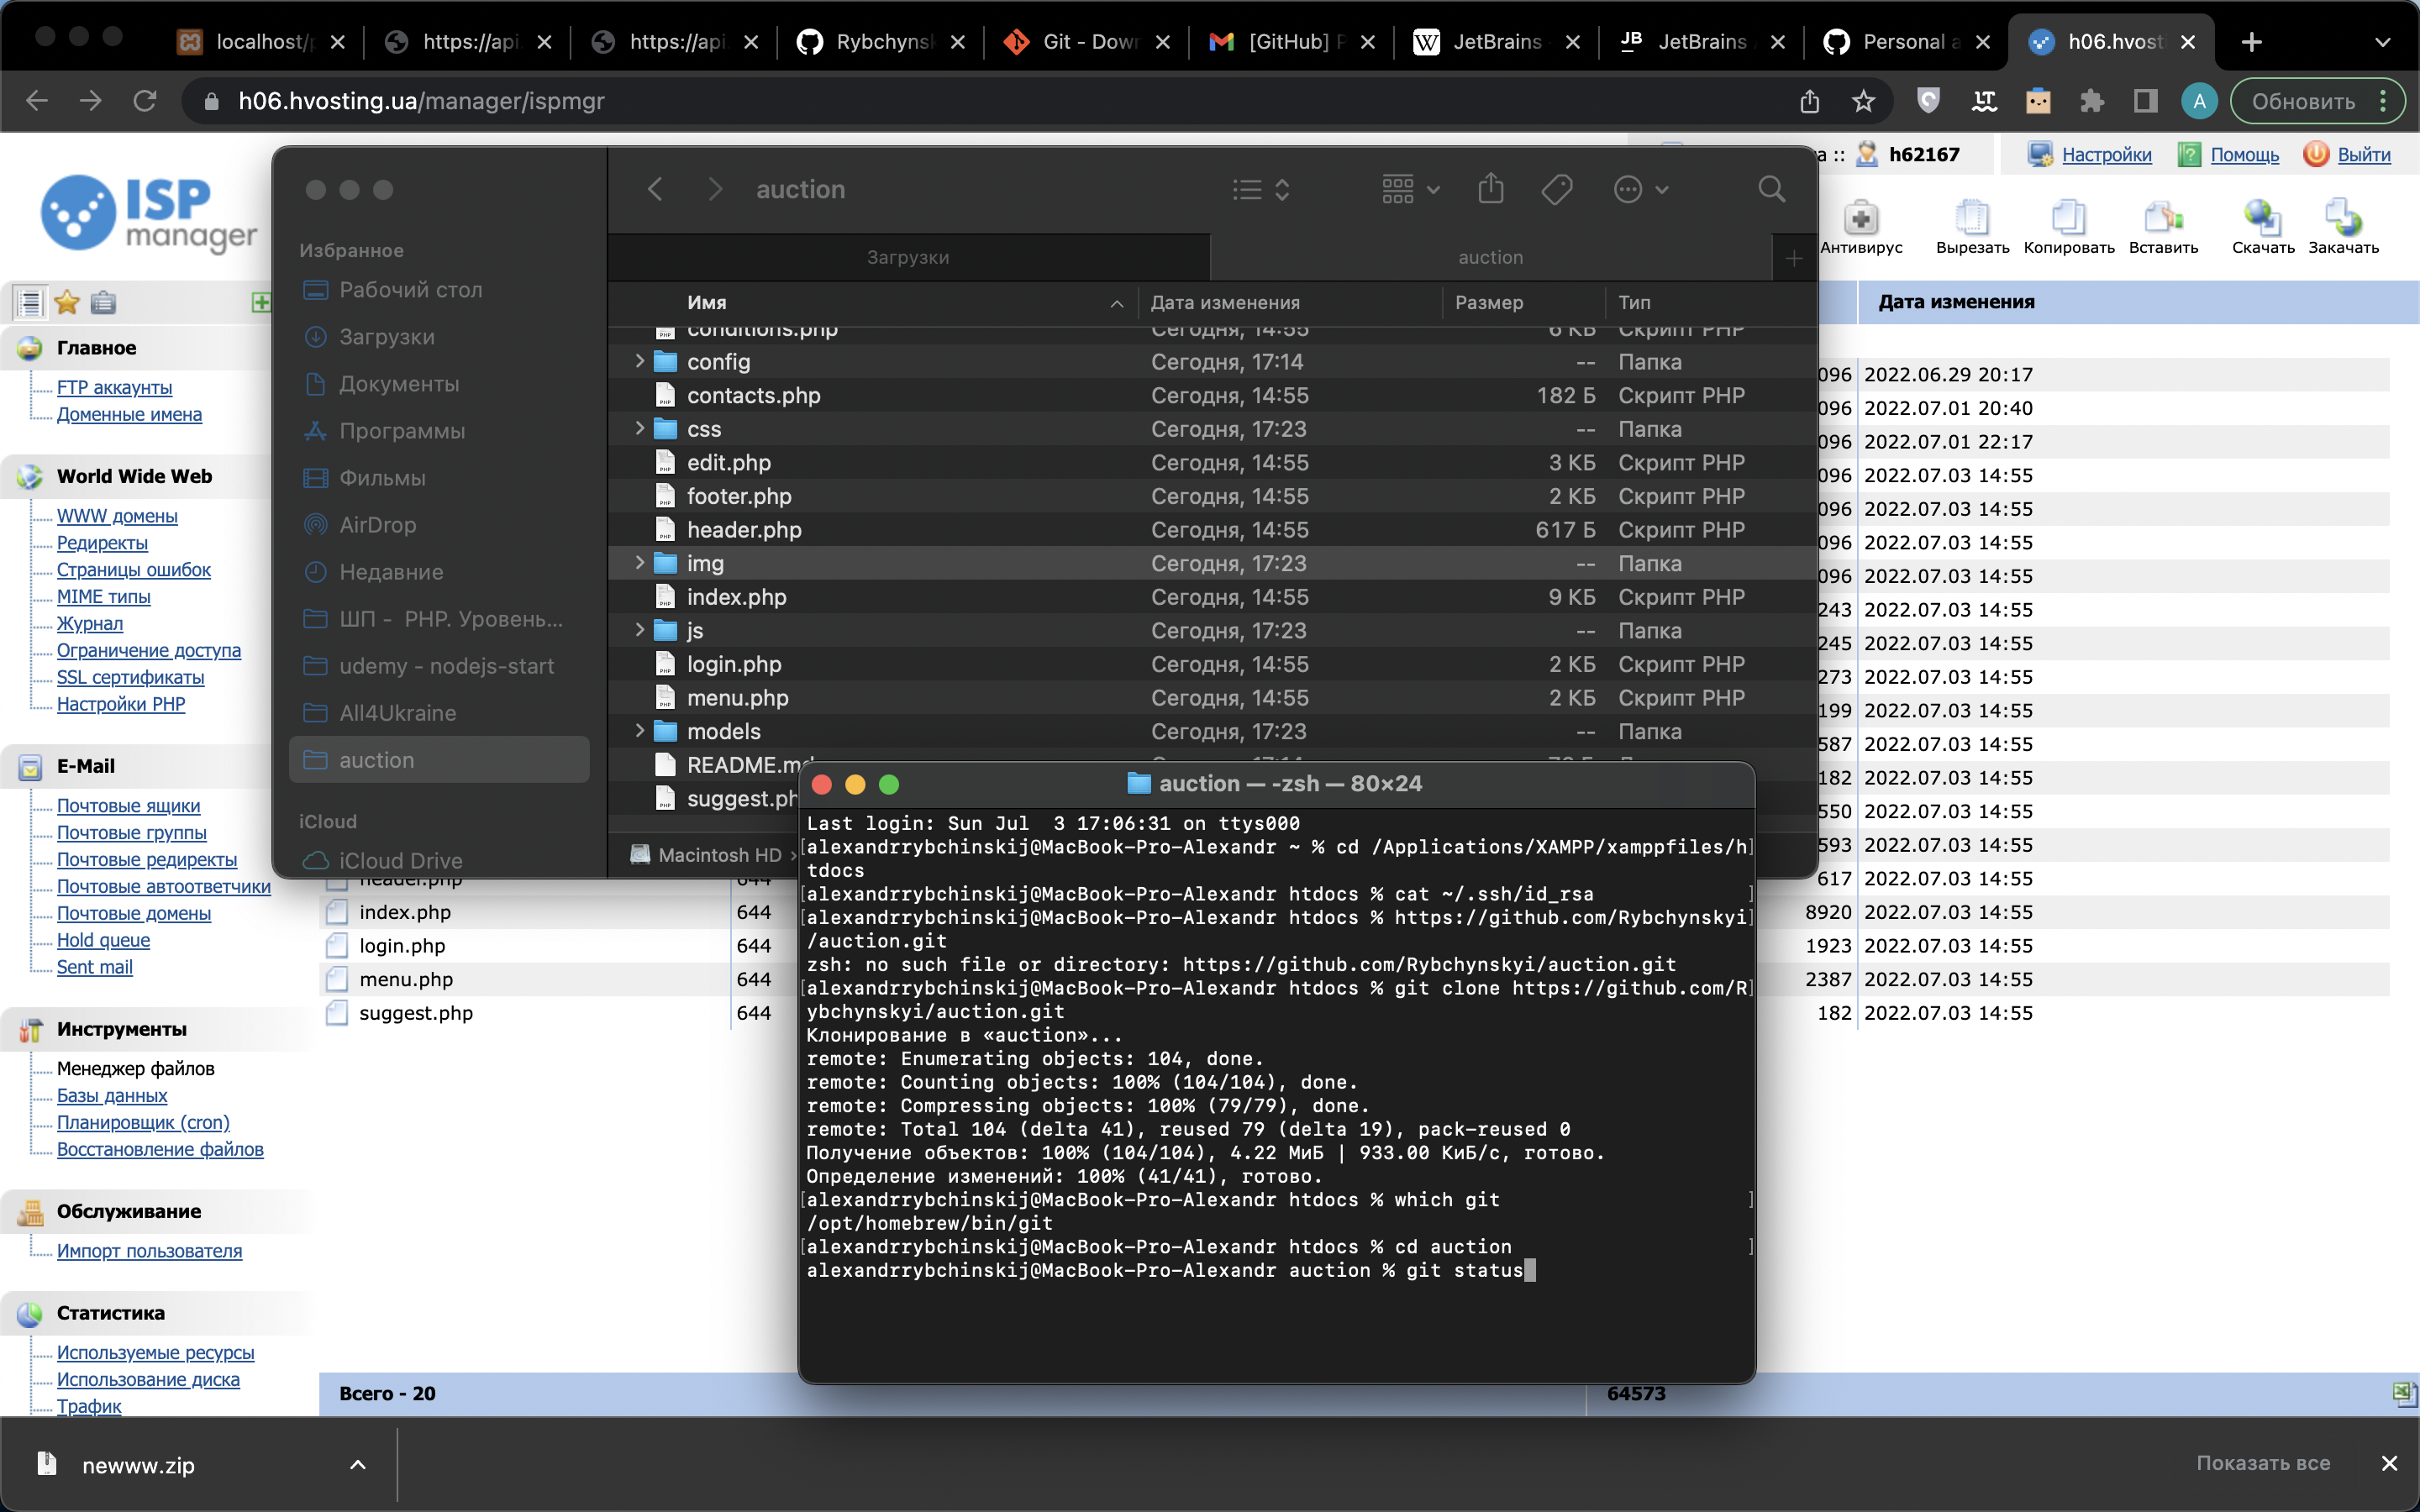 localhost/p
https://api.
https://api.
Rybchynsk
Git - Dow
[GitHub] P
JetBrains -
JetBrains
Personal a
h06.hvost
h06.hvosting.ua/manager/ispmgr
A
Обновить
ISP
manager
h62167
Настройки
Помощь
Выйти
Антивирус
Вырезать
Копировать
Вставить
Скачать
Закачать
Дата изменения
Главное
FTP аккаунты
Доменные имена
World Wide Web
WWW домены
Редиректы
Страницы ошибок
MIME типы
Журнал
Ограничение доступа
SSL сертификаты
Настройки PHP
E-Mail
Почтовые ящики
Почтовые группы
Почтовые редиректы
Почтовые автоответчики
Почтовые домены
Hold queue
Sent mail
Инструменты
Менеджер файлов
Базы данных
Планировщик (cron)
Восстановление файлов
Обслуживание
Импорт пользователя
Статистика
Используемые ресурсы
Использование диска
Трафик
auction
Избранное
Рабочий стол
Загрузки
Документы
Программы
Фильмы
AirDrop
Недавние
ШП - PHP. Уровень...
udemy - nodejs-start
All4Ukraine
auction
iCloud
iCloud Drive
Загрузки
auction
Имя Дата изменения Размер Тип
conditions.php Сегодня, 14:55 6 КБ Скрипт PHP
config Сегодня, 17:14 -- Папка
contacts.php Сегодня, 14:55 182 Б Скрипт PHP
css Сегодня, 17:23 -- Папка
edit.php Сегодня, 14:55 3 КБ Скрипт PHP
footer.php Сегодня, 14:55 2 КБ Скрипт PHP
header.php Сегодня, 14:55 617 Б Скрипт PHP
img Сегодня, 17:23 -- Папка
index.php Сегодня, 14:55 9 КБ Скрипт PHP
js Сегодня, 17:23 -- Папка
login.php Сегодня, 14:55 2 КБ Скрипт PHP
menu.php Сегодня, 14:55 2 КБ Скрипт PHP
models Сегодня, 17:23 -- Папка
README.md
suggest.ph
Macintosh HD ›
096 2022.06.29 20:17
096 2022.07.01 20:40
096 2022.07.01 22:17
096 2022.07.03 14:55
096 2022.07.03 14:55
096 2022.07.03 14:55
096 2022.07.03 14:55
243 2022.07.03 14:55
245 2022.07.03 14:55
273 2022.07.03 14:55
199 2022.07.03 14:55
587 2022.07.03 14:55
182 2022.07.03 14:55
550 2022.07.03 14:55
593 2022.07.03 14:55
header.php 644 617 2022.07.03 14:55
index.php 644 8920 2022.07.03 14:55
login.php 644 1923 2022.07.03 14:55
menu.php 644 2387 2022.07.03 14:55
suggest.php 644 182 2022.07.03 14:55
auction — -zsh — 80×24
Last login: Sun Jul  3 17:06:31 on ttys000
[alexandrrybchinskij@MacBook-Pro-Alexandr ~ % cd /Applications/XAMPP/xamppfiles/h]
tdocs
[alexandrrybchinskij@MacBook-Pro-Alexandr htdocs % cat ~/.ssh/id_rsa ]
[alexandrrybchinskij@MacBook-Pro-Alexandr htdocs % https://github.com/Rybchynskyi]
/auction.git
zsh: no such file or directory: https://github.com/Rybchynskyi/auction.git
[alexandrrybchinskij@MacBook-Pro-Alexandr htdocs % git clone https://github.com/R]
ybchynskyi/auction.git
Клонирование в «auction»...
remote: Enumerating objects: 104, done.
remote: Counting objects: 100% (104/104), done.
remote: Compressing objects: 100% (79/79), done.
remote: Total 104 (delta 41), reused 79 (delta 19), pack-reused 0
Получение объектов: 100% (104/104), 4.22 МиБ | 933.00 КиБ/с, готово.
Определение изменений: 100% (41/41), готово.
[alexandrrybchinskij@MacBook-Pro-Alexandr htdocs % which git ]
/opt/homebrew/bin/git
[alexandrrybchinskij@MacBook-Pro-Alexandr htdocs % cd auction ]
alexandrrybchinskij@MacBook-Pro-Alexandr auction % git status
Всего - 20
64573
newww.zip
Показать все